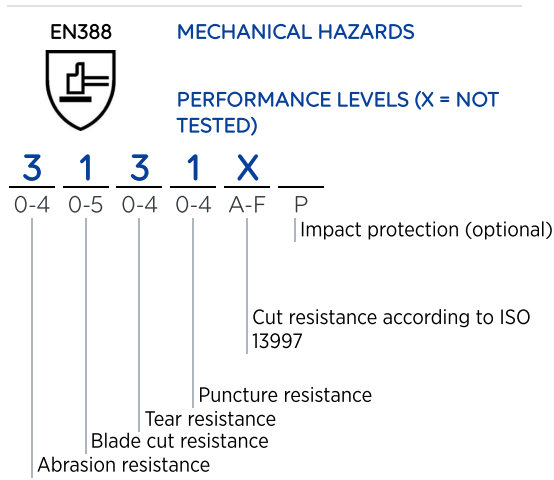 EN388
MECHANICAL HAZARDS
PERFORMANCE LEVELS (X = NOT
TESTED)
3 1 3 1 X
0-4 0-5 0-4 0-4 A-F P
Impact protection (optional)
Cut resistance according to ISO
13997
Puncture resistance
Tear resistance
Blade cut resistance
Abrasion resistance